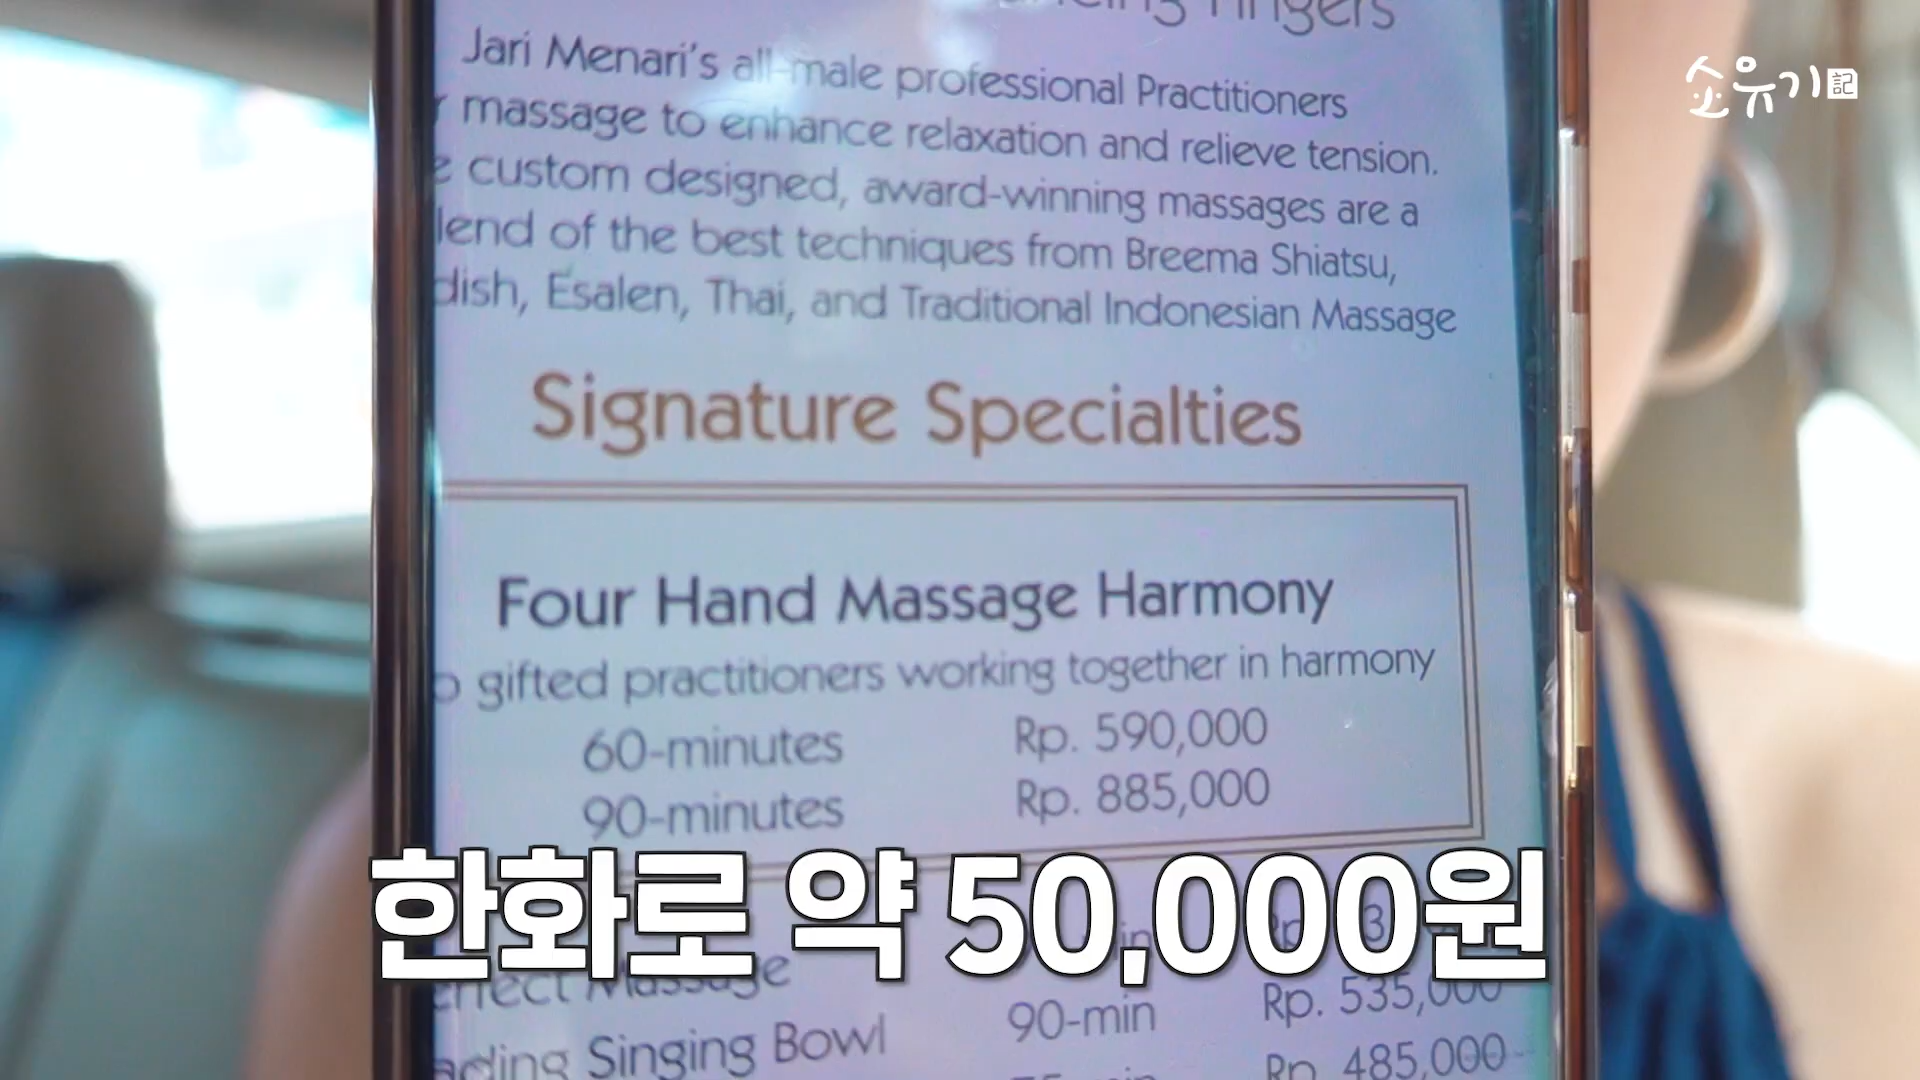 소유기記
Fingers
Jari Menari's all-male professional Practitioners
massage to enhance relaxation and relieve tension.
custom designed, award-winning massages are a
lend of the best techniques from Breema Shiatsu,
dish, Esalen, Thai, and Traditional Indonesian Massage
Signature Specialties
Four Hand Massage Harmony
o gifted practitioners working together in harmony
60-minutes Rp. 590,000
90-minutes Rp. 885,000
한화로 약 50,000원
Massage
90-min Rp. 535,000
Singing Bowl
Rp. 485,000